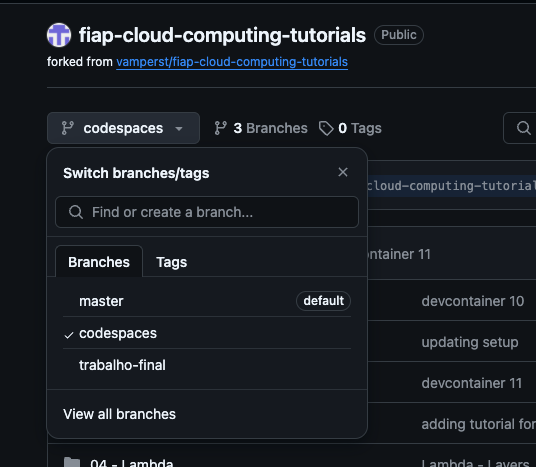 fiap-cloud-computing-tutorials Public
forked from vamperst/fiap-cloud-computing-tutorials
codespaces 3 Branches 0 Tags
Switch branches/tags
Find or create a branch...
cloud-computing-tutorial
Branches Tags
ntainer 11
master default
devcontainer 10
codespaces
updating setup
trabalho-final
devcontainer 11
View all branches
adding tutorial for
04 - Lambda
Lambda - Layers